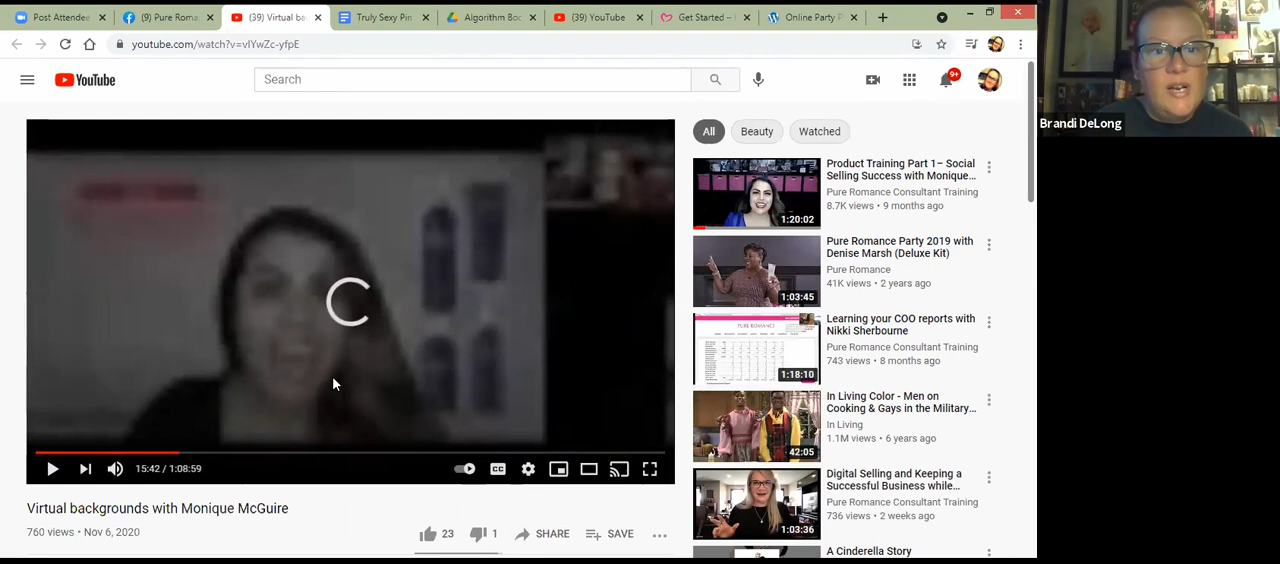 Post Attendee
(9) Pure Roman
(39) Virtual ba
Truly Sexy Pin
Algorithm Boo
(39) YouTube
Get Started –
Online Party P
youtube.com/watch?v=vIYwZc-yfpE
YouTube
Search
9+
Brandi DeLong
All
Beauty
Watched
Product Training Part 1– Social
Selling Success with Monique...
Pure Romance Consultant Training
8.7K views • 9 months ago
1:20:02
Pure Romance Party 2019 with
Denise Marsh (Deluxe Kit)
Pure Romance
41K views • 2 years ago
1:03:45
PURE ROMANCE
Learning your COO reports with
Nikki Sherbourne
Pure Romance Consultant Training
743 views • 8 months ago
1:18:10
In Living Color - Men on
Cooking & Gays in the Military...
In Living
1.1M views • 6 years ago
42:05
Digital Selling and Keeping a
Successful Business while...
Pure Romance Consultant Training
736 views • 2 weeks ago
1:03:36
A Cinderella Story
15:42 / 1:08:59
CC
Virtual backgrounds with Monique McGuire
760 views • Nov 6, 2020
23
1
SHARE
SAVE